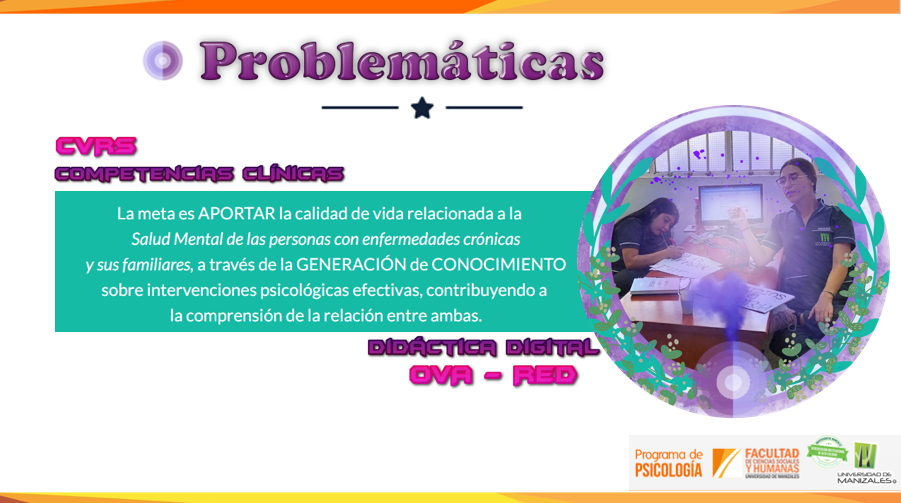 Problemáticas
CVRS
COMPETENCIAS CLÍNICAS
La meta es APORTAR la calidad de vida relacionada a la
Salud Mental de las personas con enfermedades crónicas
y sus familiares, a través de la GENERACIÓN de CONOCIMIENTO
sobre intervenciones psicológicas efectivas, contribuyendo a
la comprensión de la relación entre ambas.
DIDÁCTICA DIGITAL
OVA - RED
Programa de
PSICOLOGÍA
FACULTAD
DE CIENCIAS SOCIALES
Y HUMANAS
UNIVERSIDAD DE MANIZALES
UNIVERSIDAD DE
MANIZALES